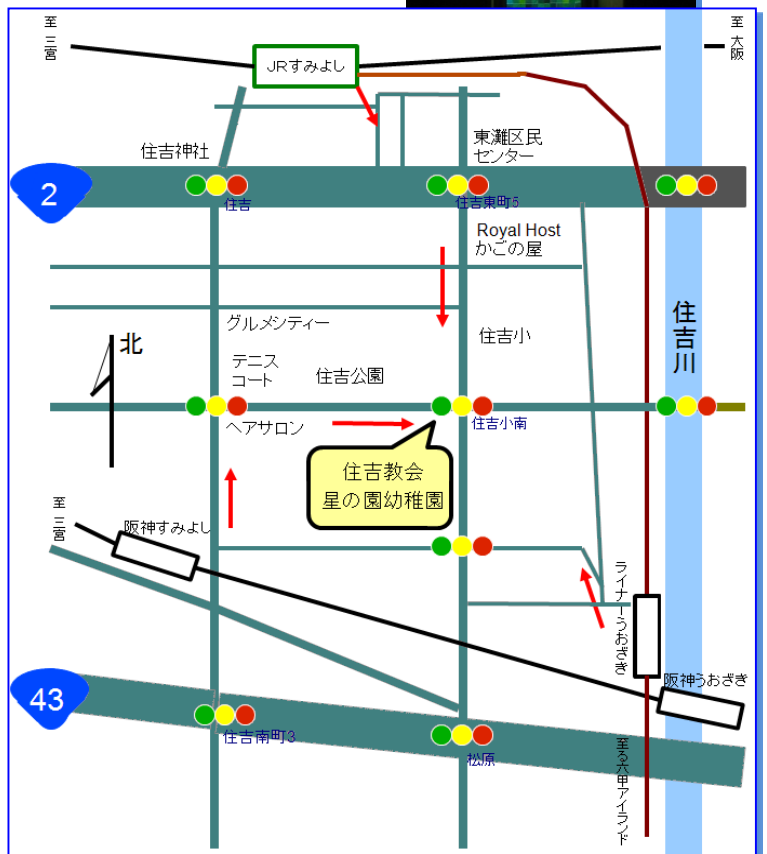 至
三
宮
至
大
阪
JRすみよし
住吉神社
東灘区民
センター
2
住吉
住吉東町5
Royal Host
かごの屋
グルメシティー
住吉小
住吉川
北
テニス
コート
住吉公園
ヘアサロン
住吉小南
住吉教会
星の園幼稚園
至
三
宮
阪神すみよし
ライナーうおざき
阪神うおざき
43
住吉南町3
松原
至る六甲アイランド